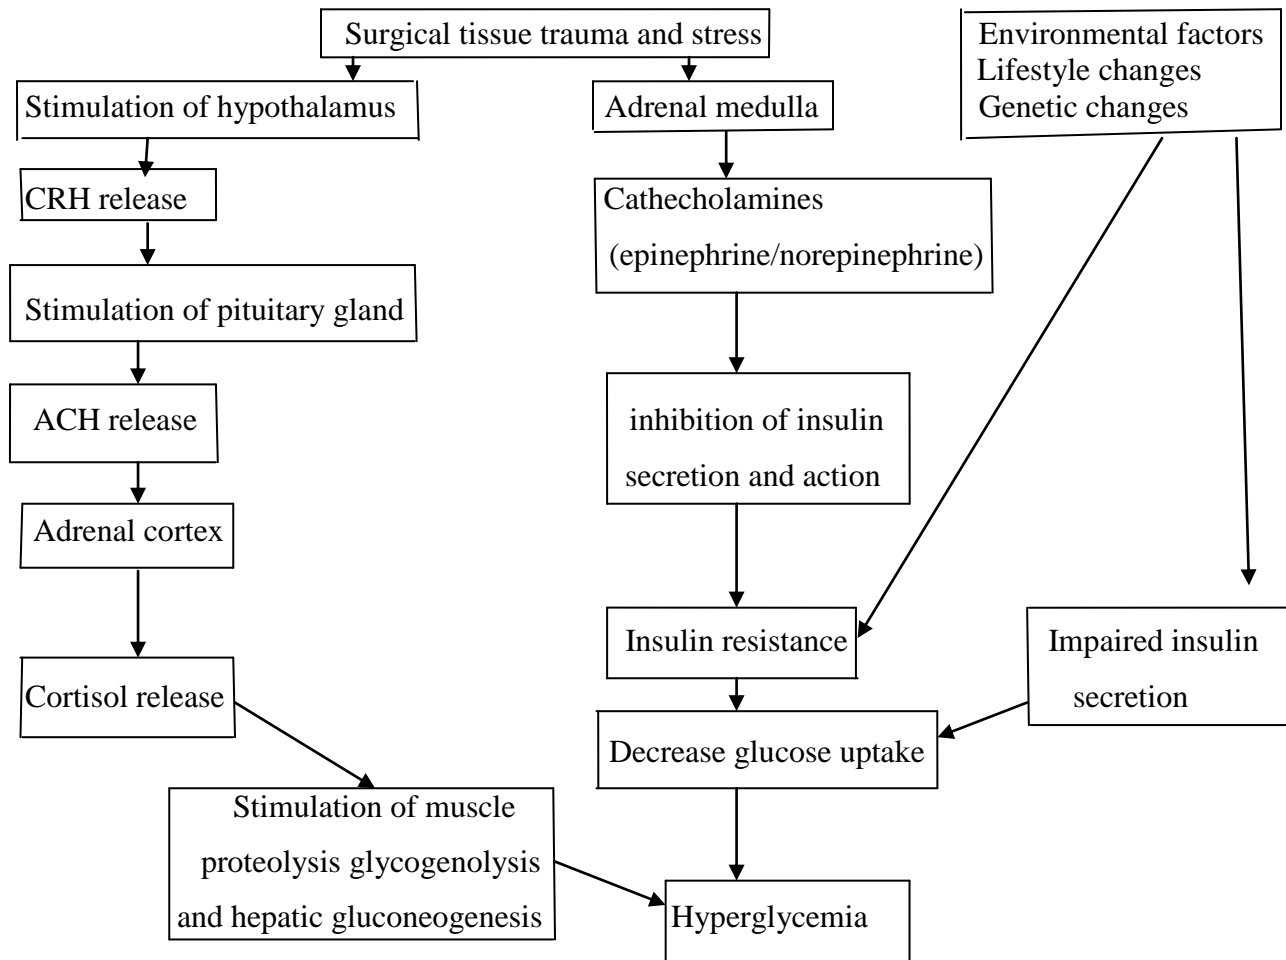 Surgical tissue trauma and stress
Environmental factors
Lifestyle changes
Genetic changes
Stimulation of hypothalamus
Adrenal medulla
CRH release
Cathecholamines
(epinephrine/norepinephrine)
Stimulation of pituitary gland
ACH release
inhibition of insulin
secretion and action
Adrenal cortex
Insulin resistance
Impaired insulin
secretion
Cortisol release
Decrease glucose uptake
Stimulation of muscle
proteolysis glycogenolysis
and hepatic gluconeogenesis
Hyperglycemia